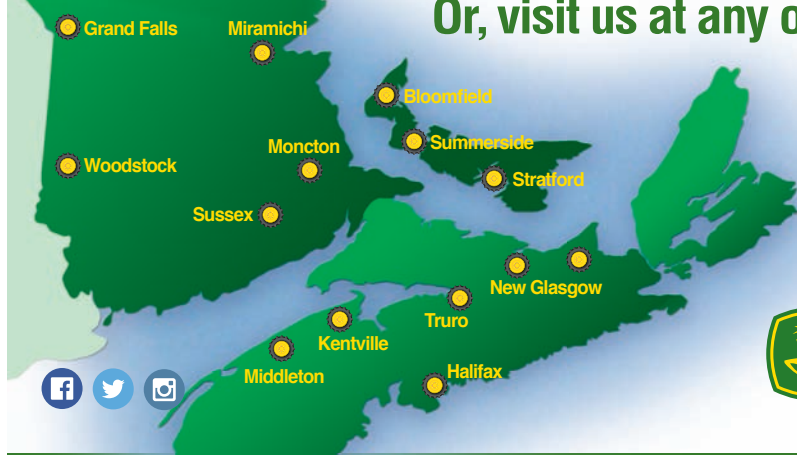 Or, visit us at any o
Grand Falls
Miramichi
Bloomfield
Summerside
Moncton
Woodstock
Stratford
Sussex
New Glasgow
Truro
Kentville
Halifax
Middleton